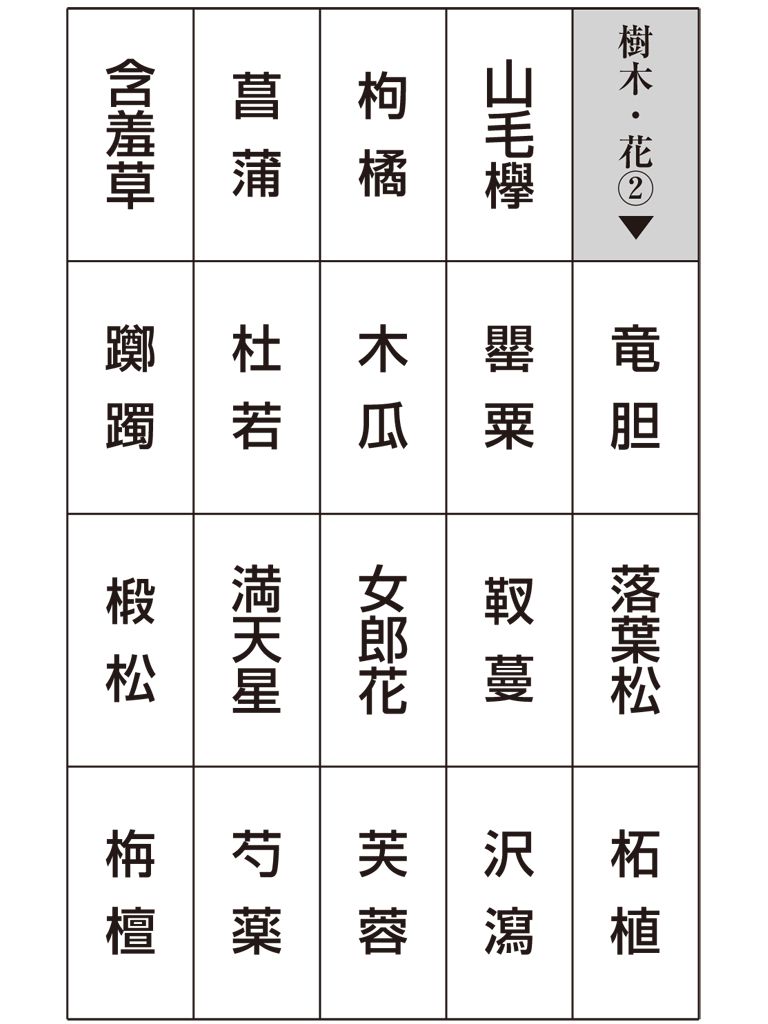 樹木・花②▼
竜胆
落葉松
柘植
山毛欅
罌粟
靫蔓
沢瀉
枸橘
木瓜
女郎花
芙蓉
菖蒲
杜若
満天星
芍薬
含羞草
躑躅
椴松
栴檀